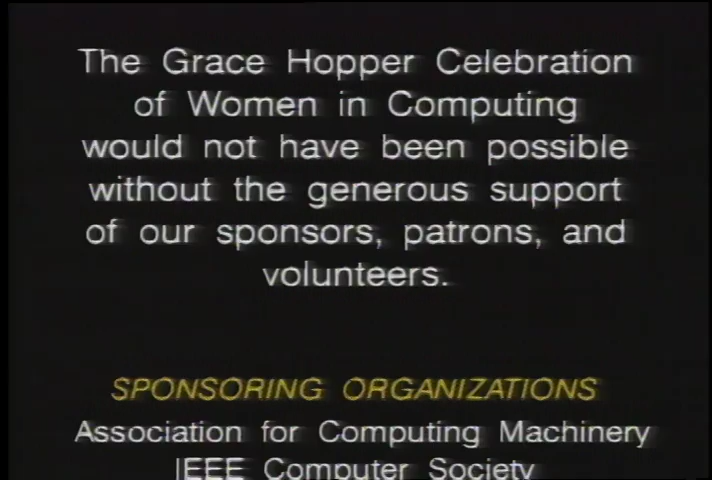 The Grace Hopper Celebration
of Women in Computing
would not have been possible
without the generous support
of our sponsors, patrons, and
volunteers.
SPONSORING ORGANIZATIONS
Association for Computing Machinery
IEEE Computer Society